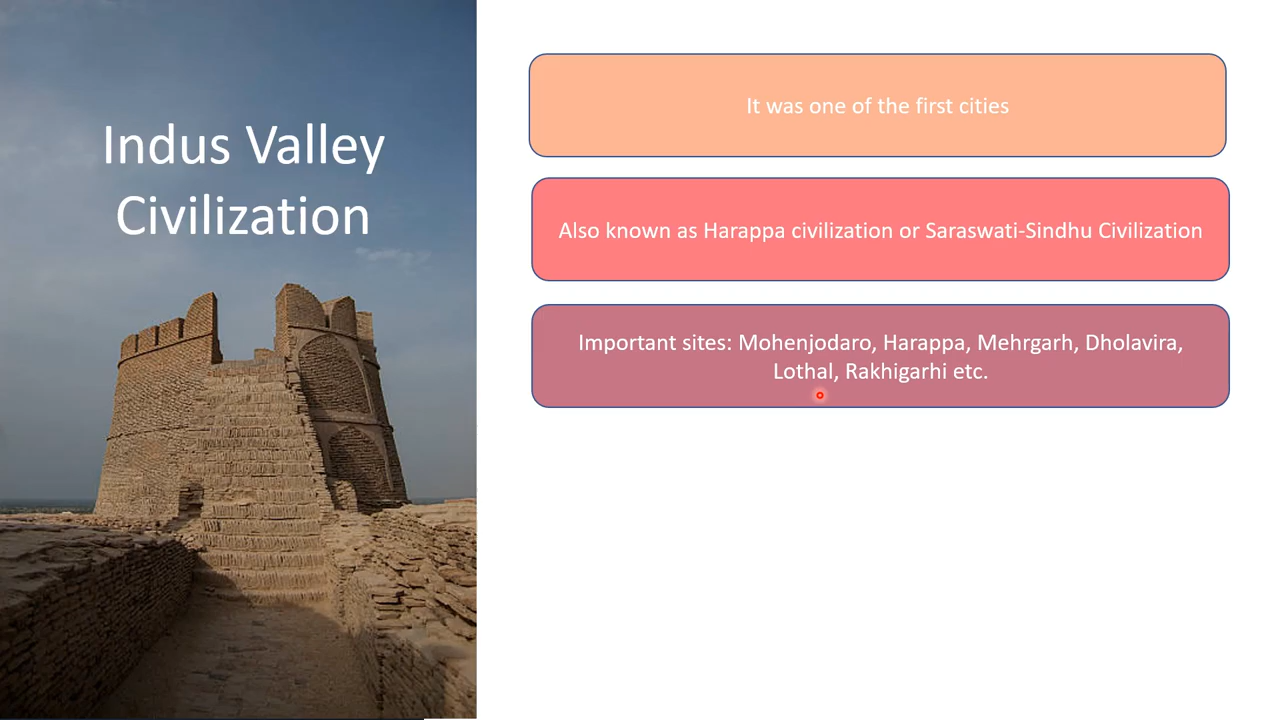 Indus Valley
Civilization
It was one of the first cities
Also known as Harappa civilization or Saraswati-Sindhu Civilization
Important sites: Mohenjodaro, Harappa, Mehrgarh, Dholavira,
Lothal, Rakhigarhi etc.